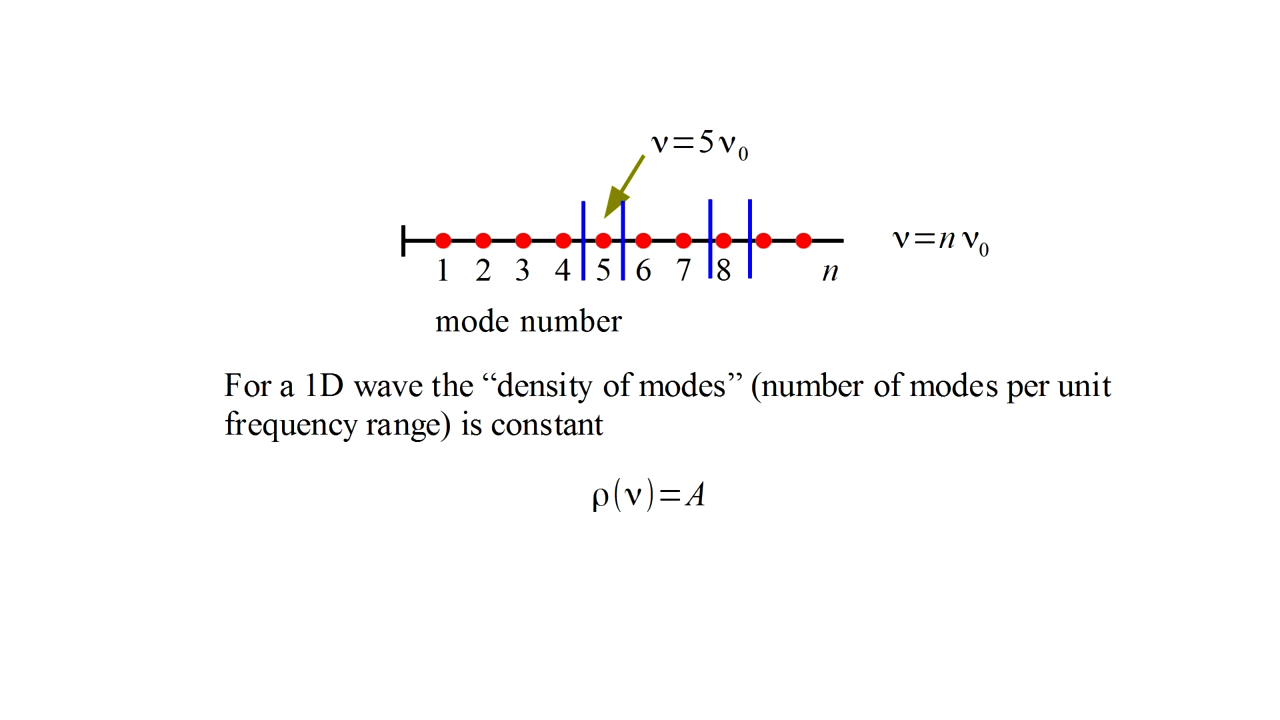 ν=5ν₀
1 2 3 4 5 6 7 8 n
ν=n ν₀
mode number
For a 1D wave the “density of modes” (number of modes per unit
frequency range) is constant
ρ(ν)=A